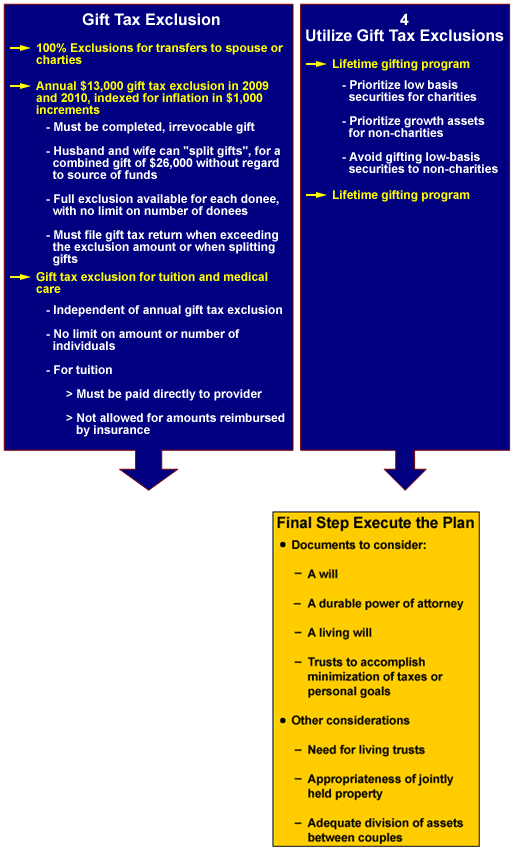 Gift Tax Exclusion
100% Exclusions for transfers to spouse or
charties
Annual $13,000 gift tax exclusion in 2009
and 2010, indexed for inflation in $1,000
increments
- Must be completed, irrevocable gift
- Husband and wife can "split gifts", for a
combined gift of $26,000 without regard
to source of funds
- Full exclusion available for each donee,
with no limit on number of donees
- Must file gift tax return when exceeding
the exclusion amount or when splitting
gifts
Gift tax exclusion for tuition and medical
care
- Independent of annual gift tax exclusion
- No limit on amount or number of
individuals
- For tuition
> Must be paid directly to provider
> Not allowed for amounts reimbursed
by insurance
4
Utilize Gift Tax Exclusions
Lifetime gifting program
- Prioritize low basis
securities for charities
- Prioritize growth assets
for non-charities
- Avoid gifting low-basis
securities to non-charities
Lifetime gifting program
Final Step Execute the Plan
• Documents to consider:
– A will
– A durable power of attorney
– A living will
– Trusts to accomplish
minimization of taxes or
personal goals
• Other considerations
– Need for living trusts
– Appropriateness of jointly
held property
– Adequate division of assets
between couples